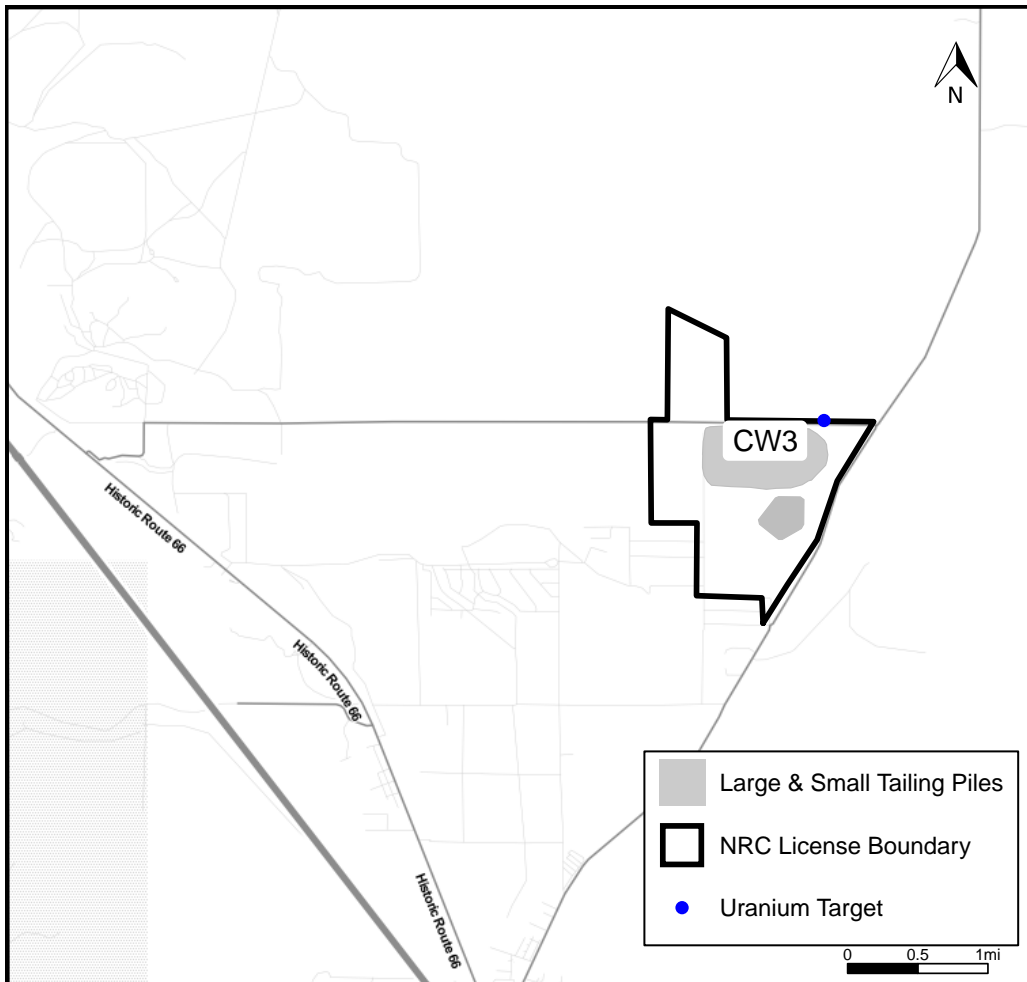 N
CW3
Historic Route 66
Historic Route 66
Historic Route 66
Large & Small Tailing Piles
NRC License Boundary
Uranium Target
0 0.5 1mi